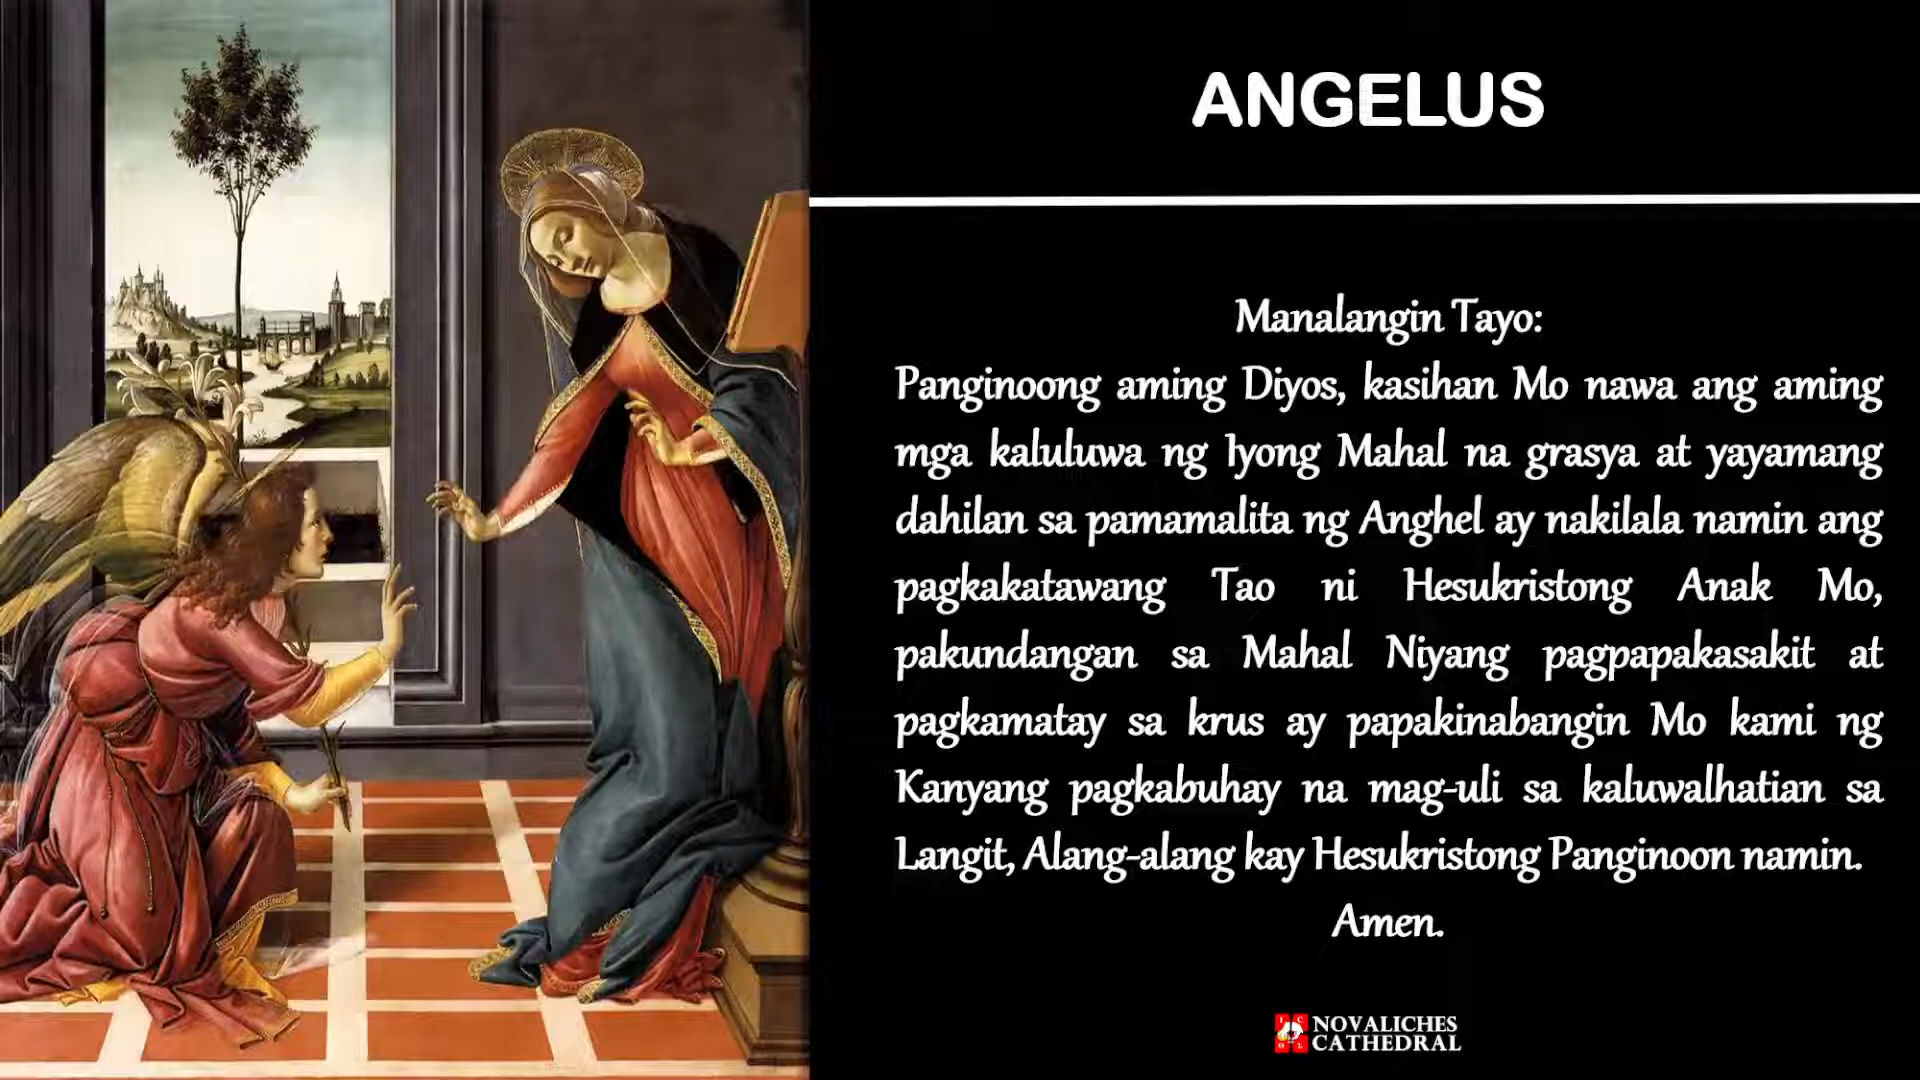 ANGELUS
Manalangin Tayo:
Panginoong aming Diyos, kasihan Mo nawa ang aming
mga kaluluwa ng Iyong Mahal na grasya at yayamang
dahilan sa pamamalita ng Anghel ay nakilala namin ang
pagkakatawang Tao ni Hesukristong Anak Mo,
pakundangan sa Mahal Niyang pagpapakasakit at
pagkamatay sa krus ay papakinabangin Mo kami ng
Kanyang pagkabuhay na mag-uli sa kaluwalhatian sa
Langit, Alang-alang kay Hesukristong Panginoon namin.
Amen.
NOVALICHES
CATHEDRAL